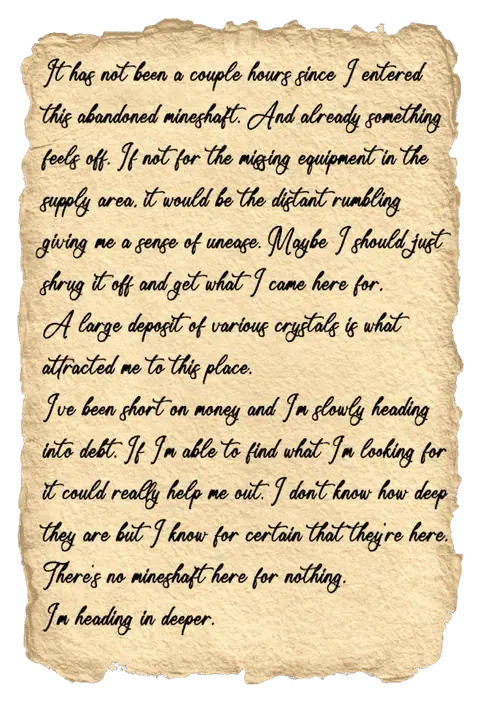 It has not been a couple hours since I entered
this abandoned mineshaft. And already something
feels off. If not for the missing equipment in the
supply area, it would be the distant rumbling
giving me a sense of unease. Maybe I should just
shrug it off and get what I came here for.
A large deposit of various crystals is what
attracted me to this place.
I've been short on money and I'm slowly heading
into debt. If I'm able to find what I'm looking for
it could really help me out. I don't know how deep
they are but I know for certain that they're here.
There's no mineshaft here for nothing.
I'm heading in deeper.